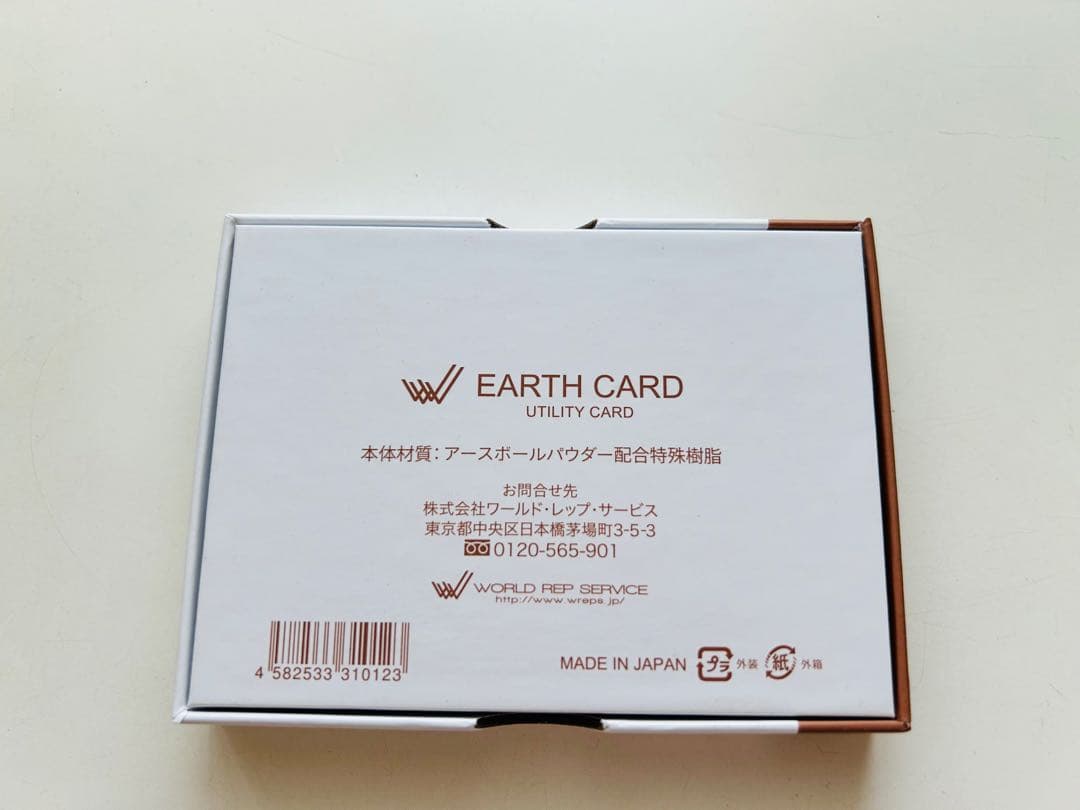 EARTH CARD
UTILITY CARD
本体材質：アースボールパウダー配合特殊樹脂
お問合せ先
株式会社ワールド・レップ・サービス
東京都中央区日本橋茅場町3-5-3
0120-565-901
WORLD REP SERVICE
http://www.wreps.jp/
4 582533 310123
MADE IN JAPAN プラ 外装 紙 外箱